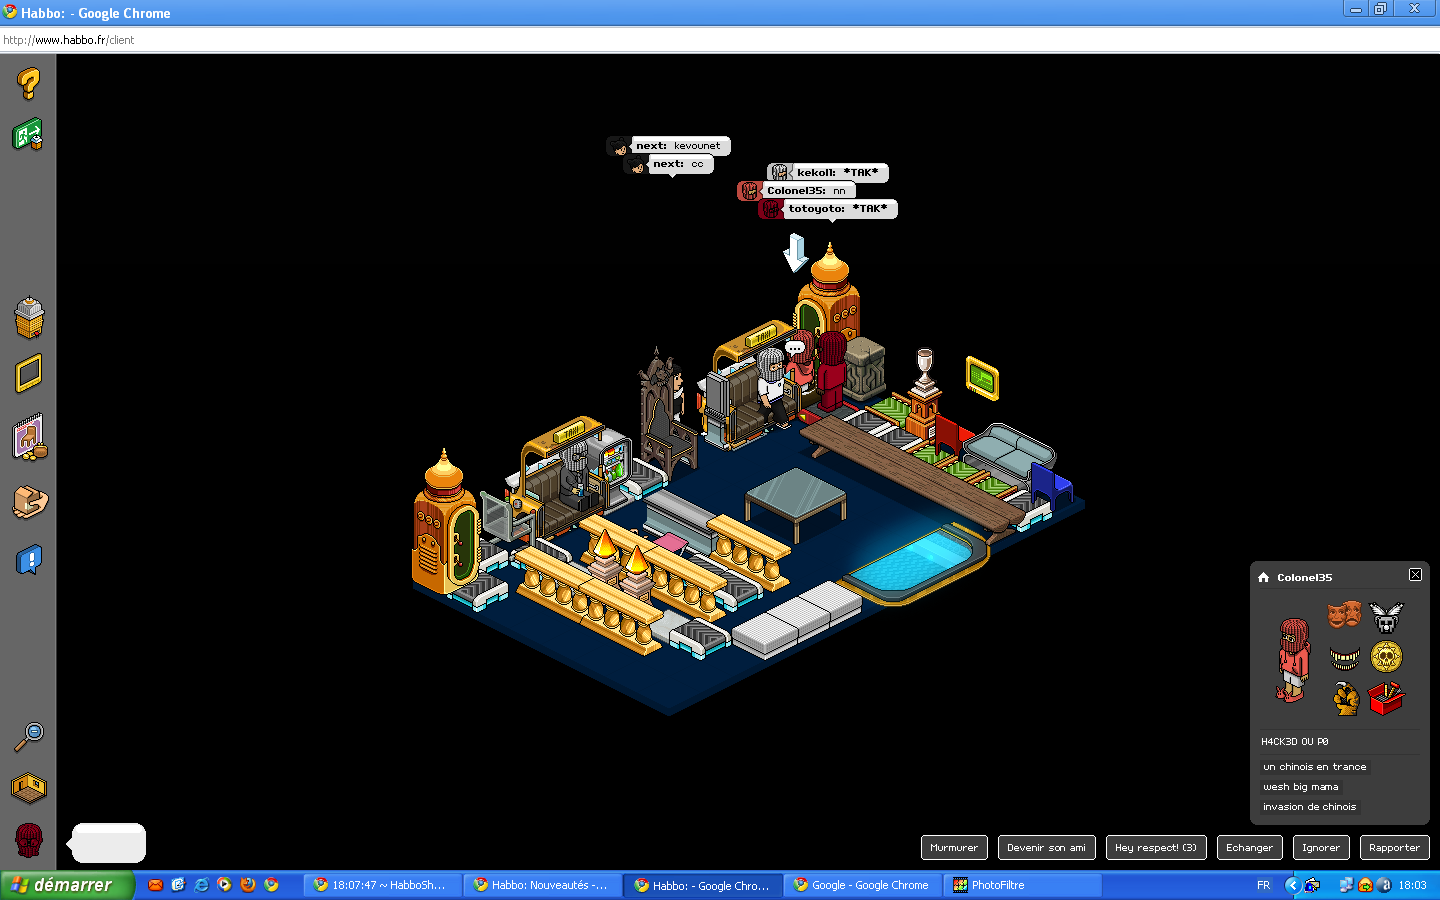 Habbo: - Google Chrome
http://www.habbo.fr/client
next: kevounet
next: cc
kekol1: *TAK*
Colonel35: nn
totoyoto: *TAK*
TAXI
TAXI
Colonel35
H4CK3D OU P0
un chinois en trance
wesh big mama
invasion de chinois
Murmurer
Devenir son ami
Hey respect! (3)
Echanger
Ignorer
Rapporter
démarrer
18:07:47 ~ HabboSh...
Habbo: Nouveautés -...
Habbo: - Google Chro...
Google - Google Chrome
PhotoFiltre
FR
18:03